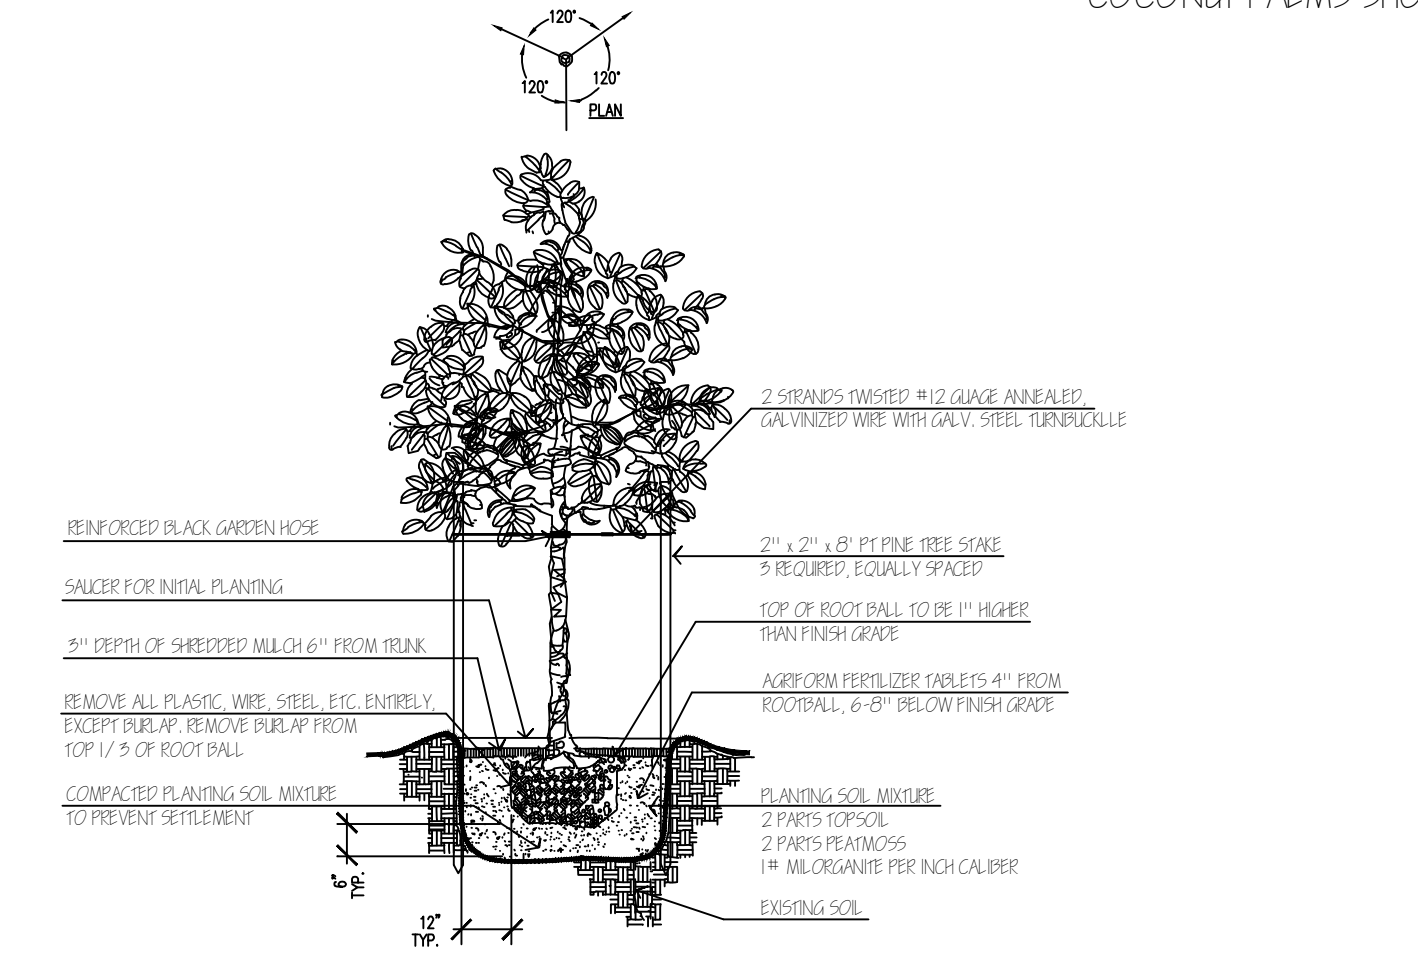 COCONUT PALMS
120°
120°
120°
PLAN
2 STRANDS TWISTED #12 GUAGE ANNEALED,
GALVINIZED WIRE WITH GALV. STEEL TURNBUCKLLE
REINFORCED BLACK GARDEN HOSE
2" x 2" x 8' PT PINE TREE STAKE
3 REQUIRED, EQUALLY SPACED
SAUCER FOR INITIAL PLANTING
TOP OF ROOT BALL TO BE 1" HIGHER
THAN FINISH GRADE
3" DEPTH OF SHREDDED MULCH 6" FROM TRUNK
AGRIFORM FERTILIZER TABLETS 4" FROM
ROOTBALL, 6-8" BELOW FINISH GRADE
REMOVE ALL PLASTIC, WIRE, STEEL, ETC. ENTIRELY,
EXCEPT BURLAP. REMOVE BURLAP FROM
TOP 1/3 OF ROOT BALL
COMPACTED PLANTING SOIL MIXTURE
TO PREVENT SETTLEMENT
PLANTING SOIL MIXTURE
2 PARTS TOPSOIL
2 PARTS PEATMOSS
1# MILORGANITE PER INCH CALIBER
6"
TYP.
12"
TYP.
EXISTING SOIL